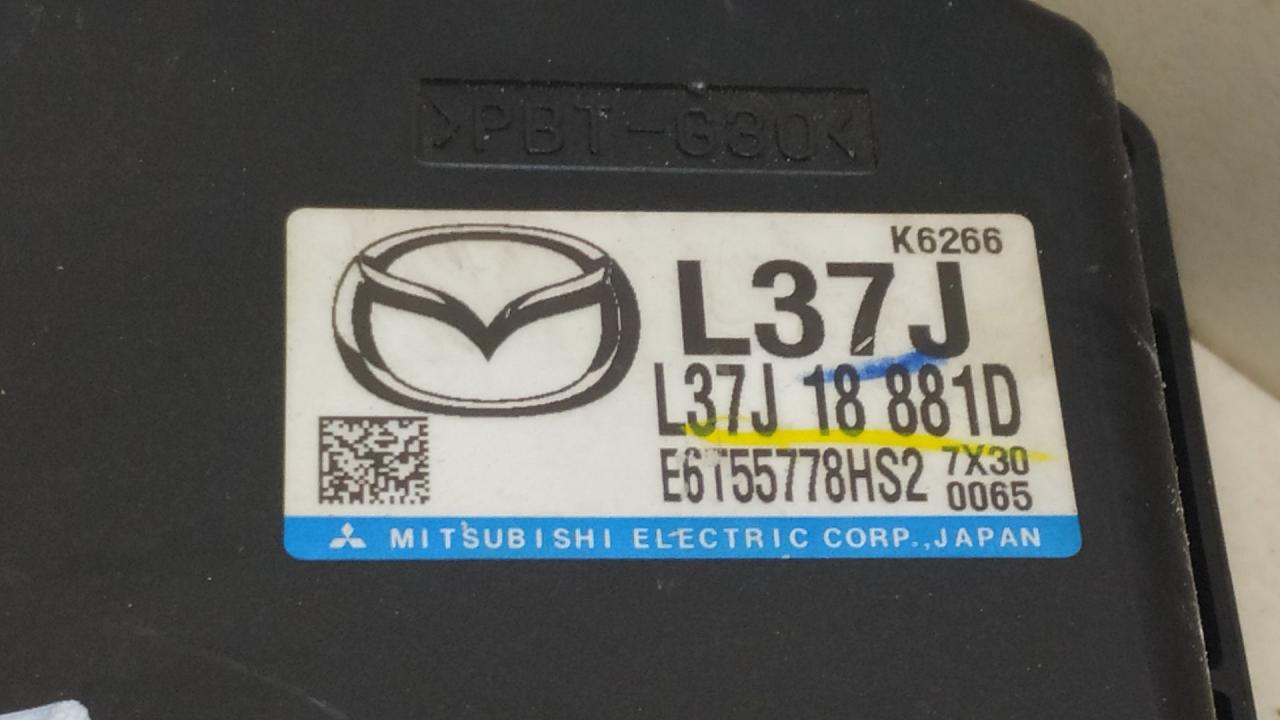 >PBT-G30<
K6266
L37J
L37J 18 881D
E6T55778HS2 7X30
0065
MITSUBISHI ELECTRIC CORP.,JAPAN